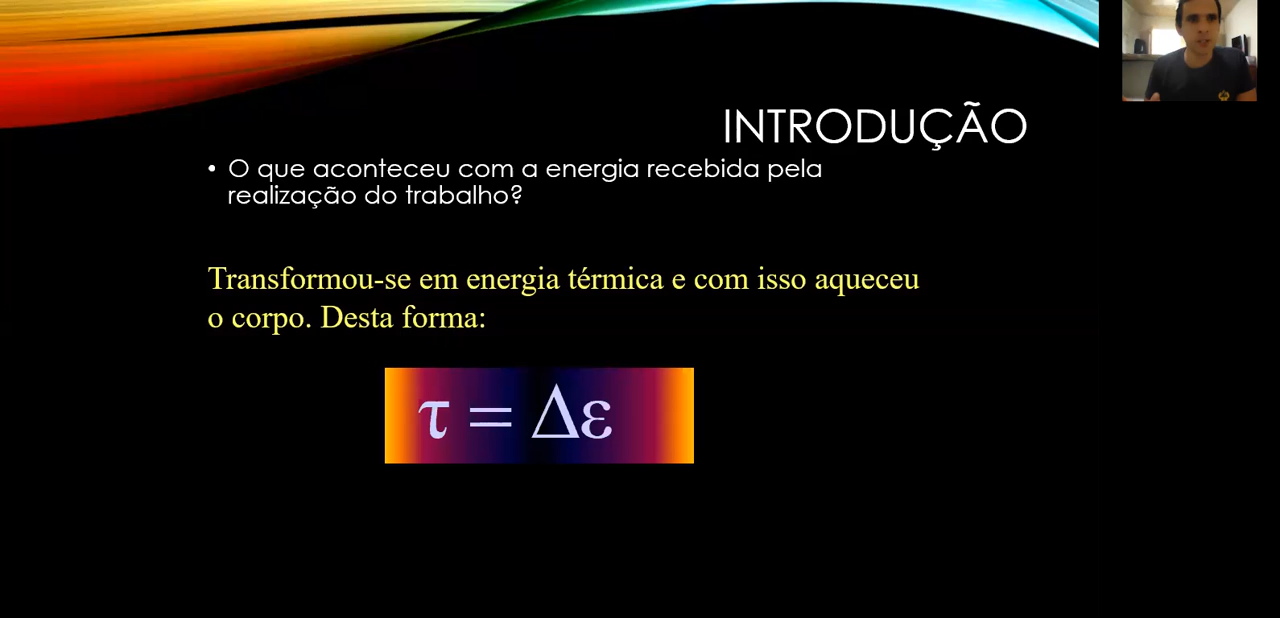 INTRODUÇÃO
• O que aconteceu com a energia recebida pela
realização do trabalho?
Transformou-se em energia térmica e com isso aqueceu
o corpo. Desta forma:
τ = Δε